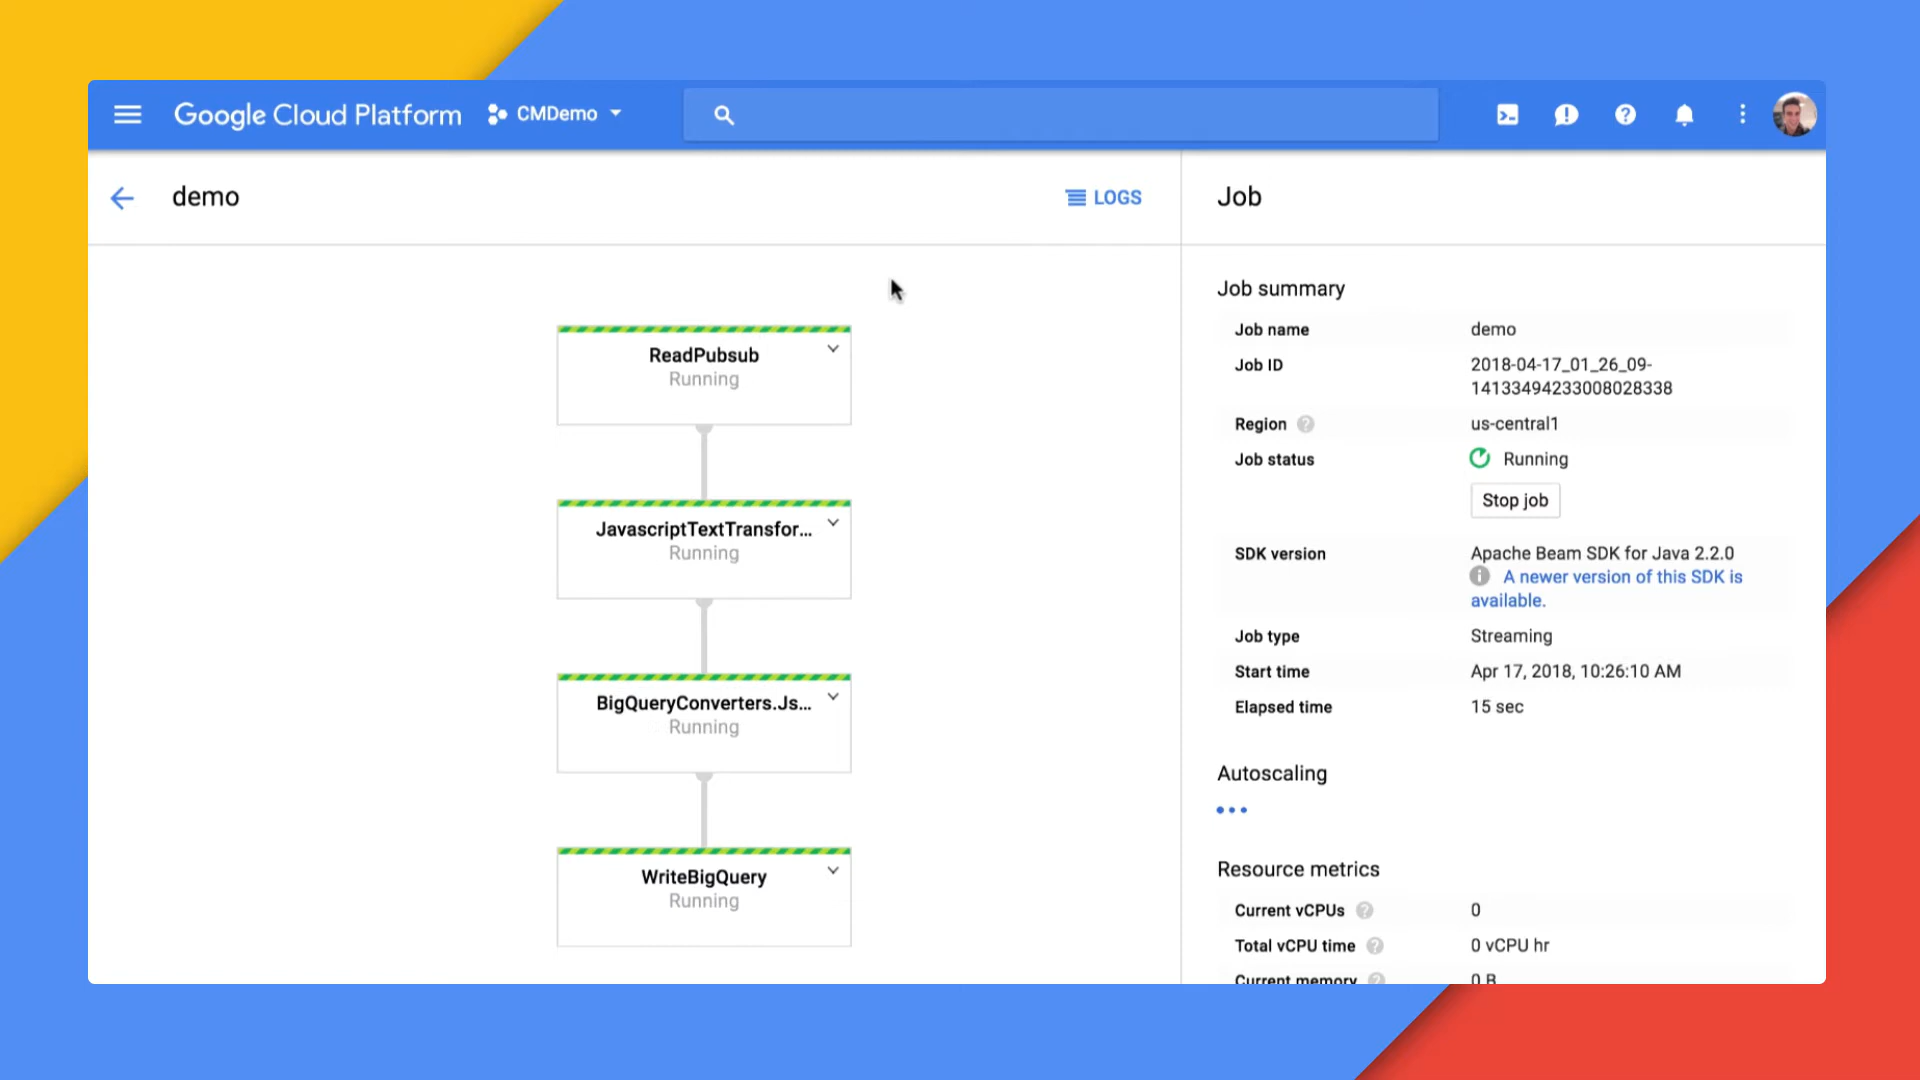 Google Cloud Platform CMDemo
demo LOGS
ReadPubsub
Running
JavascriptTextTransfor...
Running
BigQueryConverters.Js...
Running
WriteBigQuery
Running
Job
Job summary
Job name demo
Job ID 2018-04-17_01_26_09-
14133494233008028338
Region us-central1
Job status Running
Stop job
SDK version Apache Beam SDK for Java 2.2.0
A newer version of this SDK is
available.
Job type Streaming
Start time Apr 17, 2018, 10:26:10 AM
Elapsed time 15 sec
Autoscaling
Resource metrics
Current vCPUs 0
Total vCPU time 0 vCPU hr
Current memory 0 B